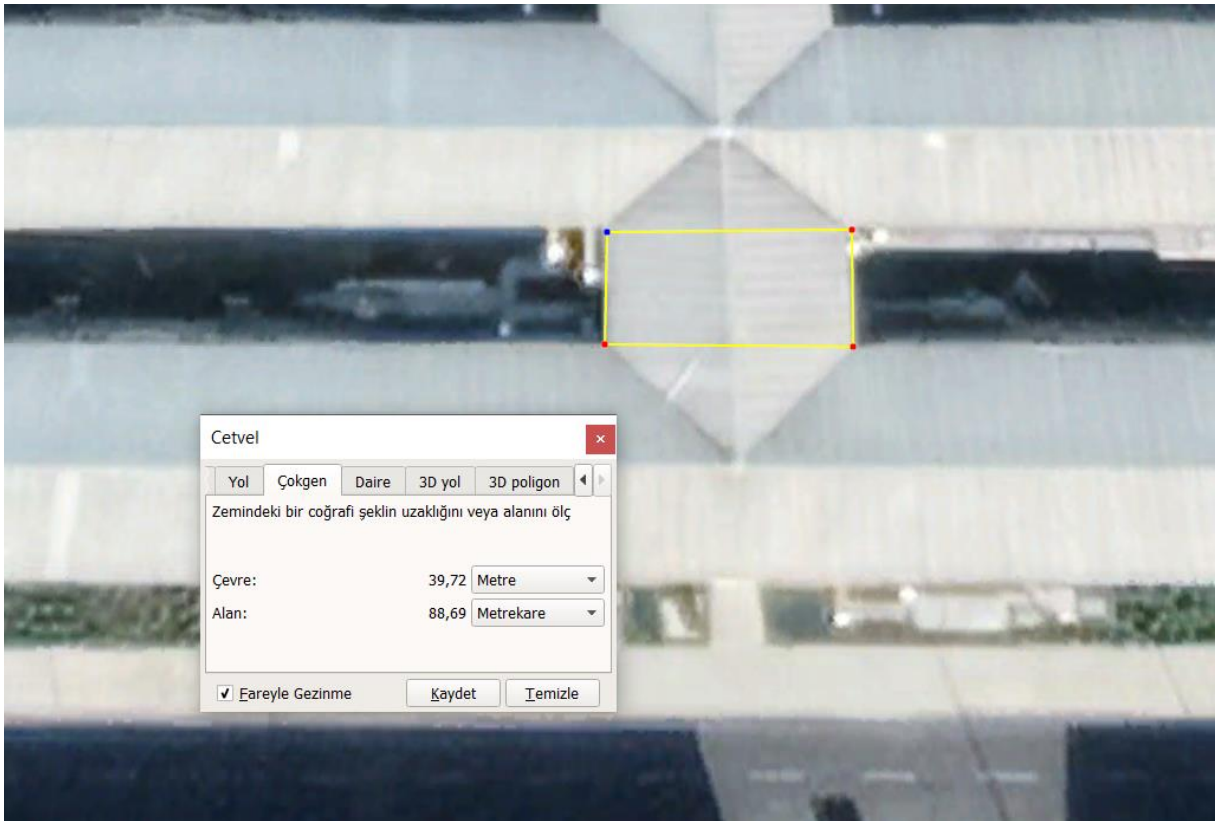 Cetvel
Yol Çokgen Daire 3D yol 3D poligon
Zemindeki bir coğrafi şeklin uzaklığını veya alanını ölç
Çevre: 39,72 Metre
Alan: 88,69 Metrekare
Fareyle Gezinme Kaydet Temizle